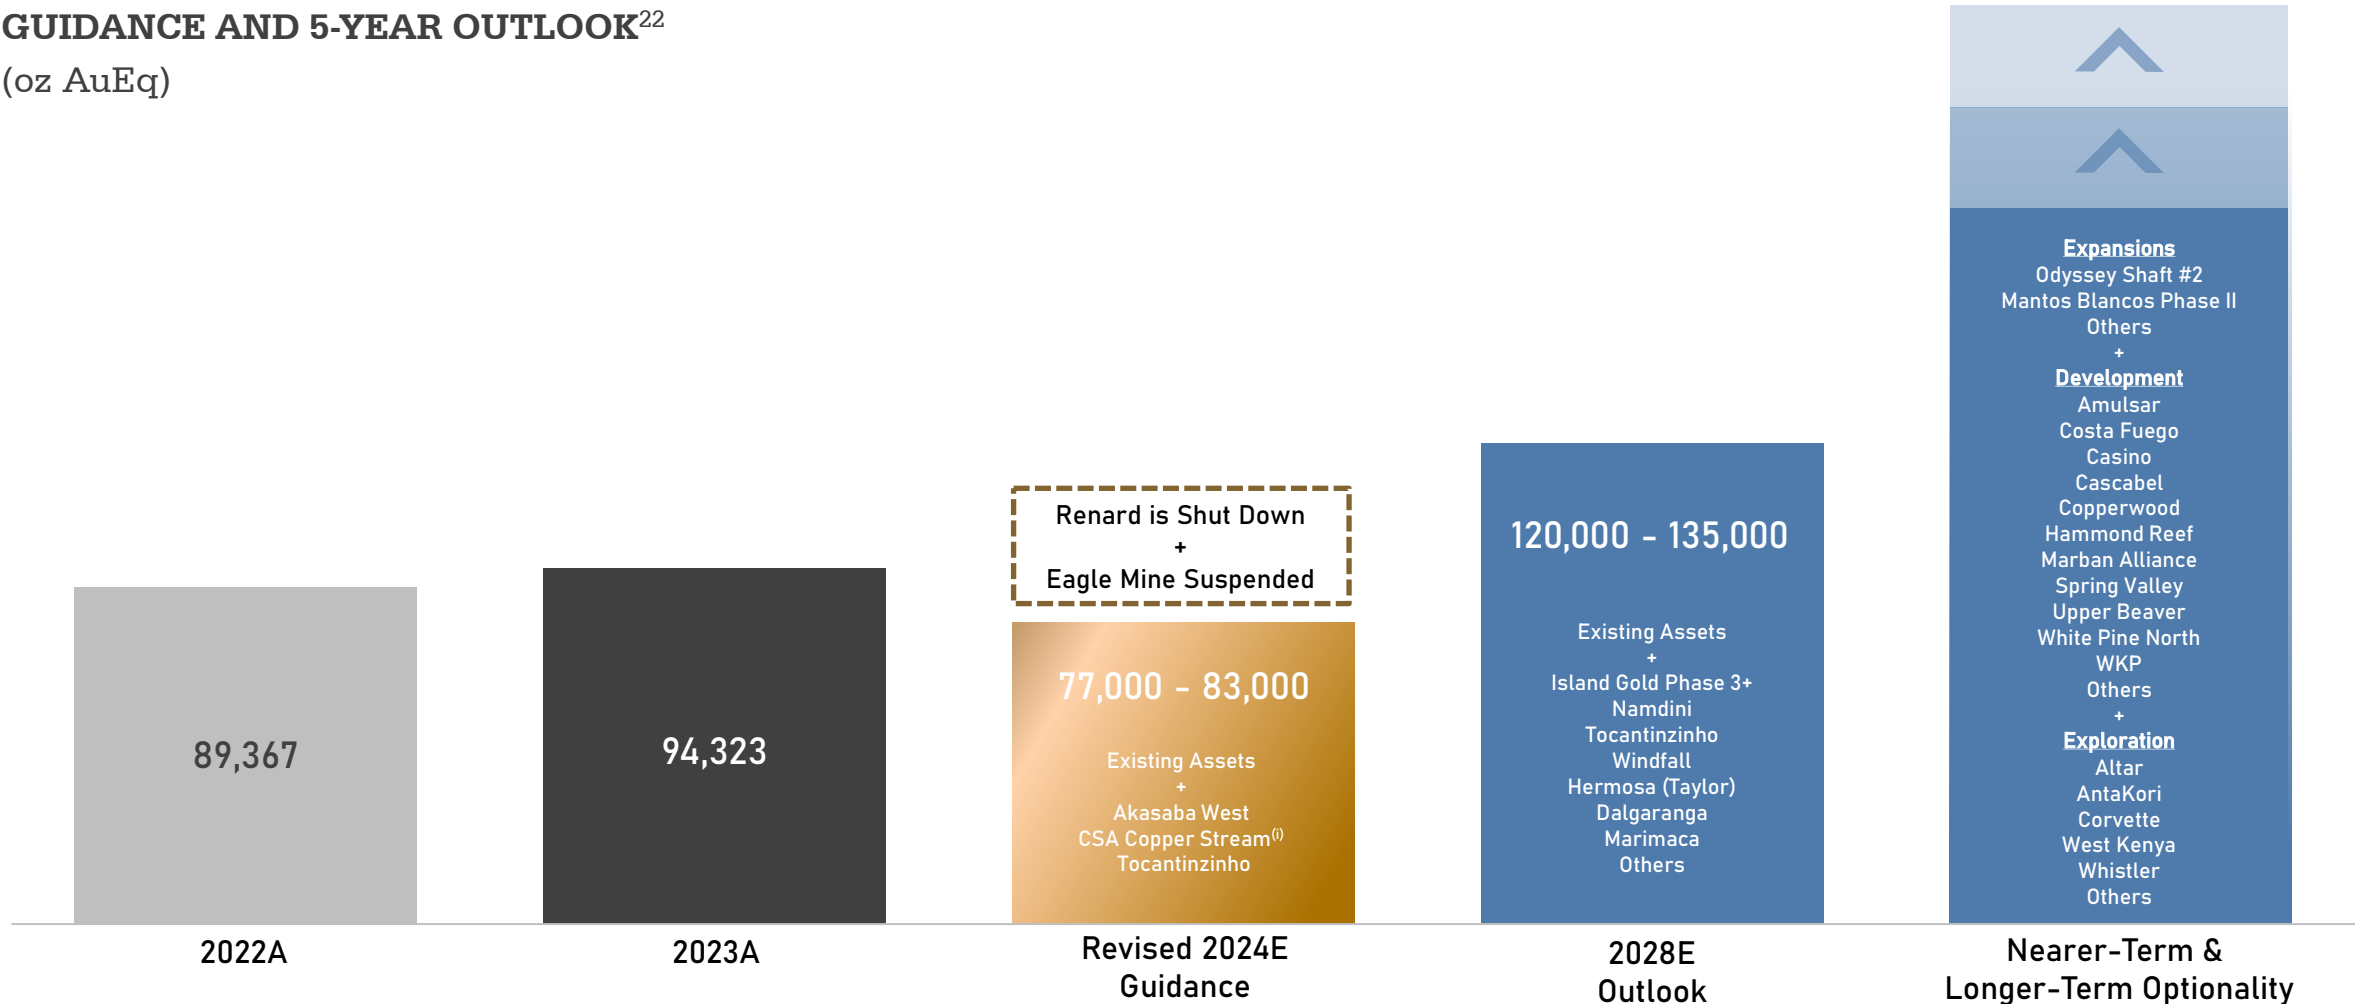 GUIDANCE AND 5-YEAR OUTLOOK22
(oz AuEq)
89,367
2022A
94,323
2023A
Renard is Shut Down
+
Eagle Mine Suspended
77,000 - 83,000
Existing Assets
+
Akasaba West
CSA Copper Stream(i)
Tocantinzinho
Revised 2024E
Guidance
120,000 - 135,000
Existing Assets
+
Island Gold Phase 3+
Namdini
Tocantinzinho
Windfall
Hermosa (Taylor)
Dalgaranga
Marimaca
Others
2028E
Outlook
Expansions
Odyssey Shaft #2
Mantos Blancos Phase II
Others
+
Development
Amulsar
Costa Fuego
Casino
Cascabel
Copperwood
Hammond Reef
Marban Alliance
Spring Valley
Upper Beaver
White Pine North
WKP
Others
+
Exploration
Altar
AntaKori
Corvette
West Kenya
Whistler
Others
Nearer-Term &
Longer-Term Optionality